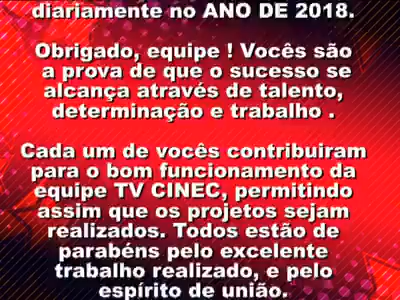 diariamente no ANO DE 2018.
Obrigado, equipe ! Vocês são
a prova de que o sucesso se
alcança através de talento,
determinação e trabalho .
Cada um de vocês contribuiram
para o bom funcionamento da
equipe TV CINEC, permitindo
assim que os projetos sejam
realizados. Todos estão de
parabéns pelo excelente
trabalho realizado, e pelo
espírito de união.